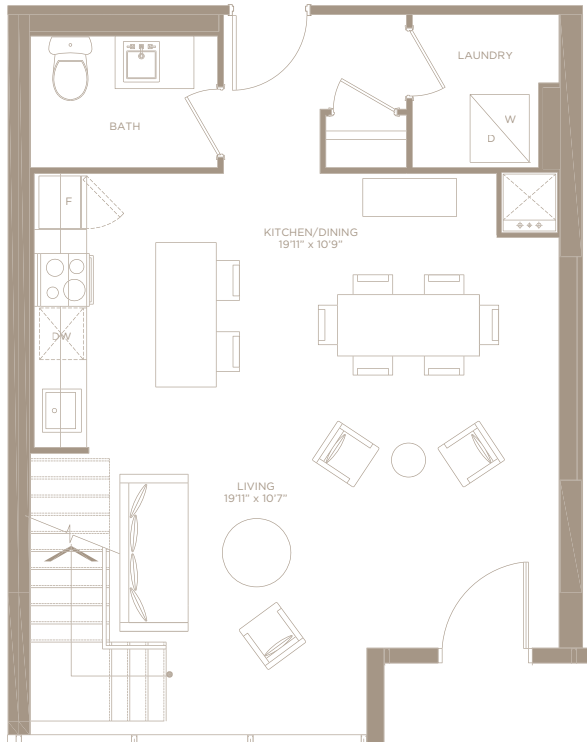 LAUNDRY
W
D
BATH
F
KITCHEN/DINING
19'11" x 10'9"
DW
LIVING
19'11" x 10'7"